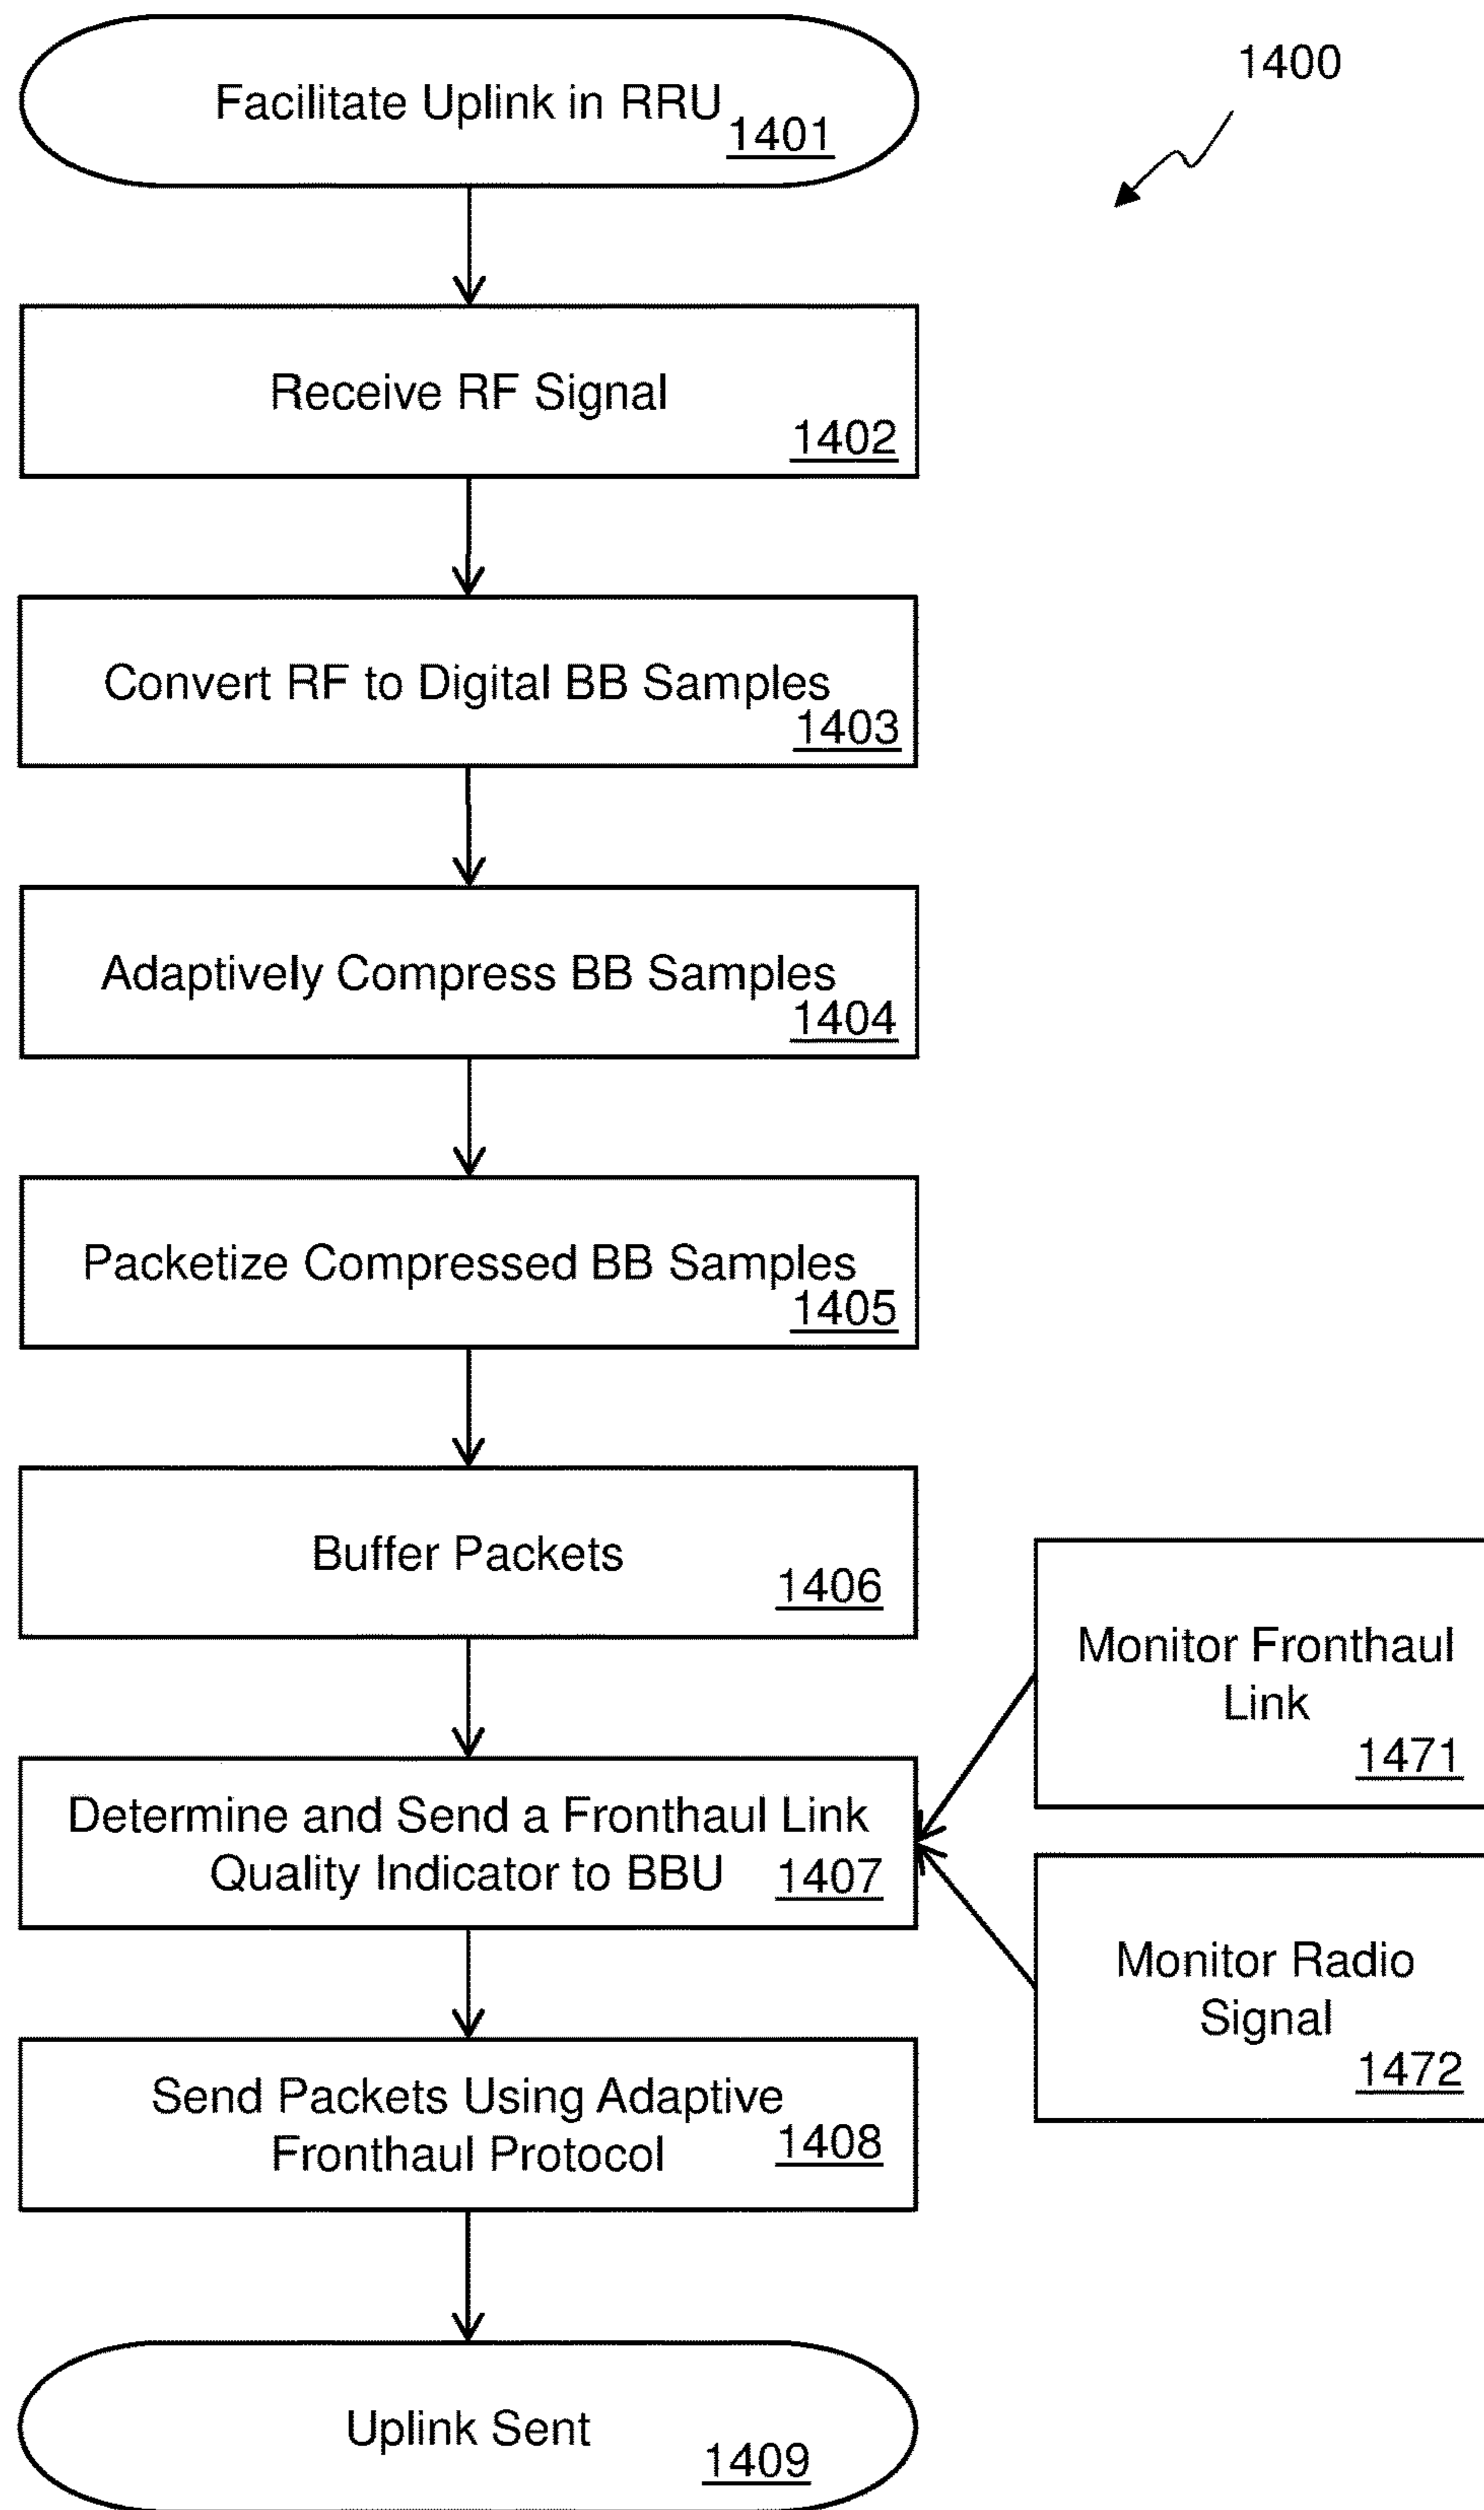 Facilitate Uplink in RRU
1401
1400
Receive RF Signal
1402
Convert RF to Digital BB Samples
1403
Adaptively Compress BB Samples
1404
Packetize Compressed BB Samples
1405
Buffer Packets
1406
Monitor Fronthaul
Link
1471
Determine and Send a Fronthaul Link
Quality Indicator to BBU
1407
Monitor Radio
Signal
1472
Send Packets Using Adaptive
Fronthaul Protocol
1408
Uplink Sent
1409